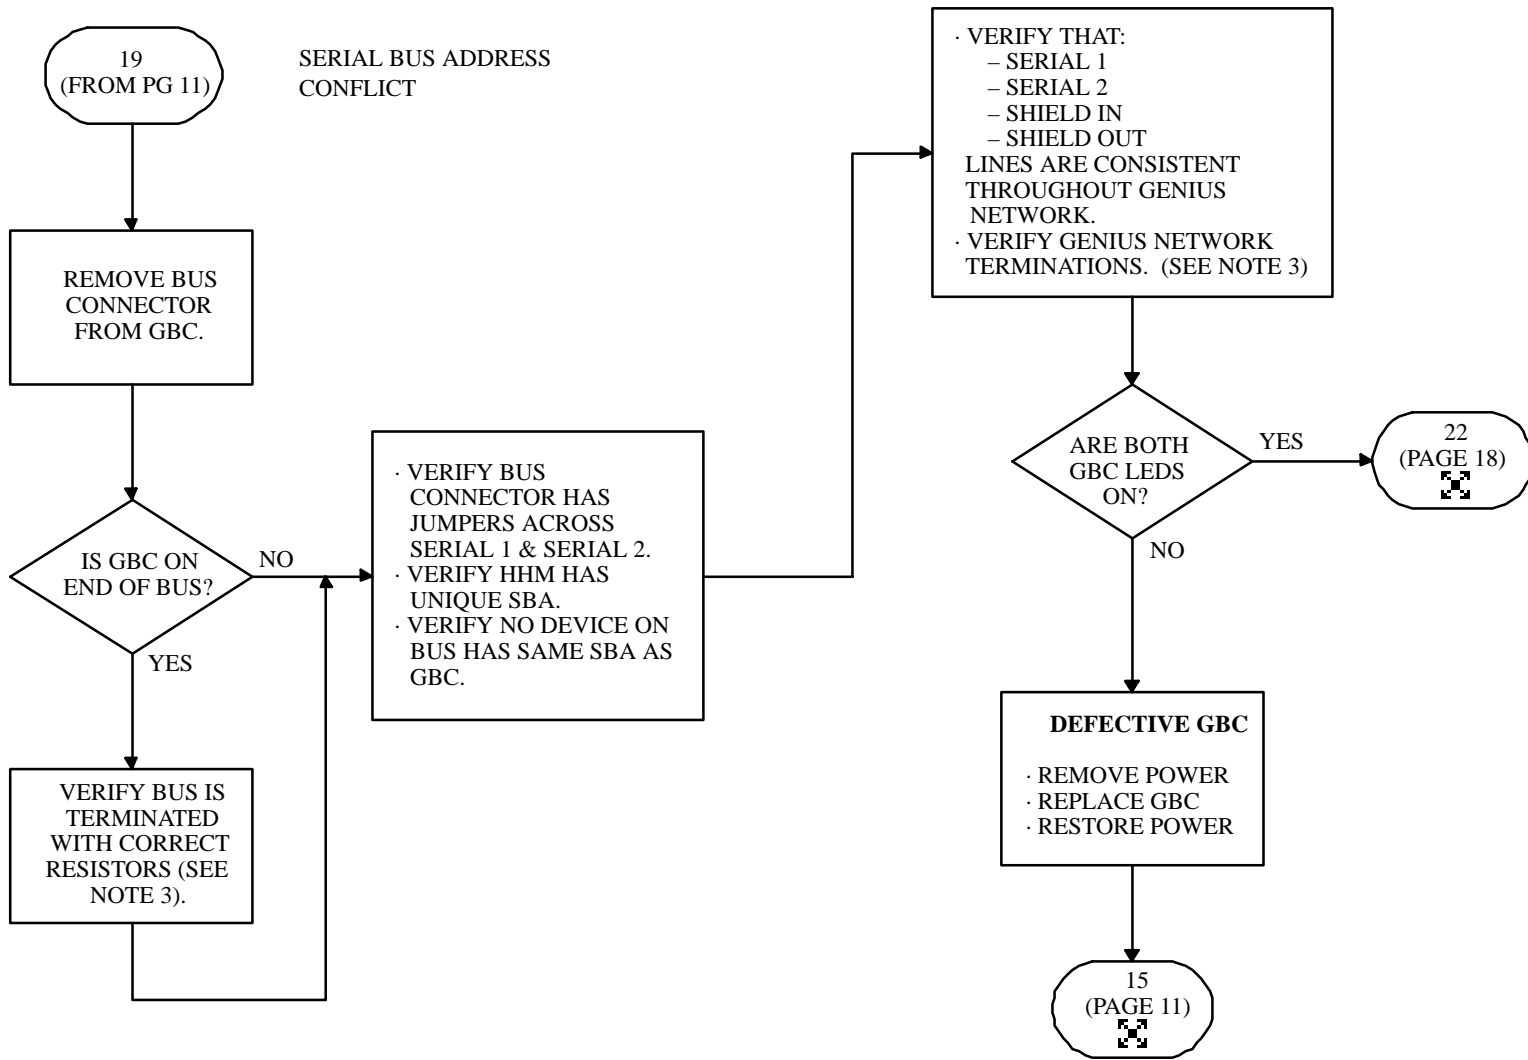 19
(FROM PG 11)
SERIAL BUS ADDRESS
CONFLICT
REMOVE BUS
CONNECTOR
FROM GBC.
IS GBC ON
END OF BUS?
NO
YES
VERIFY BUS IS
TERMINATED
WITH CORRECT
RESISTORS (SEE
NOTE 3).
· VERIFY BUS
CONNECTOR HAS
JUMPERS ACROSS
SERIAL 1 & SERIAL 2.
· VERIFY HHM HAS
UNIQUE SBA.
· VERIFY NO DEVICE ON
BUS HAS SAME SBA AS
GBC.
· VERIFY THAT:
– SERIAL 1
– SERIAL 2
– SHIELD IN
– SHIELD OUT
LINES ARE CONSISTENT
THROUGHOUT GENIUS
NETWORK.
· VERIFY GENIUS NETWORK
TERMINATIONS. (SEE NOTE 3)
ARE BOTH
GBC LEDS
ON?
YES
22
(PAGE 18)
NO
DEFECTIVE GBC
· REMOVE POWER
· REPLACE GBC
· RESTORE POWER
15
(PAGE 11)